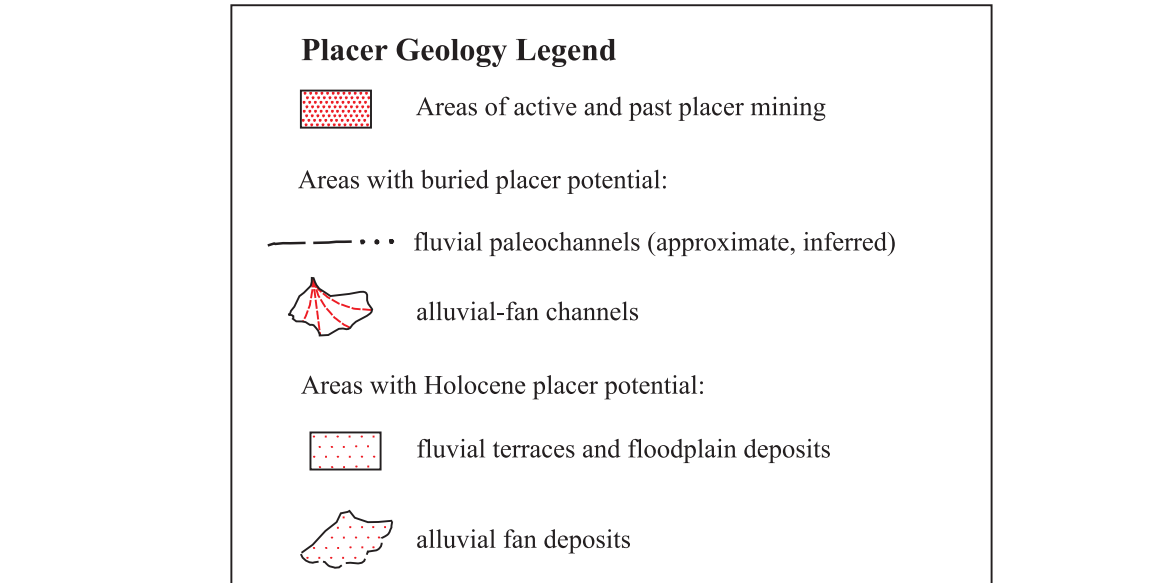 Placer Geology Legend
Areas of active and past placer mining
Areas with buried placer potential:
fluvial paleochannels (approximate, inferred)
alluvial-fan channels
Areas with Holocene placer potential:
fluvial terraces and floodplain deposits
alluvial fan deposits